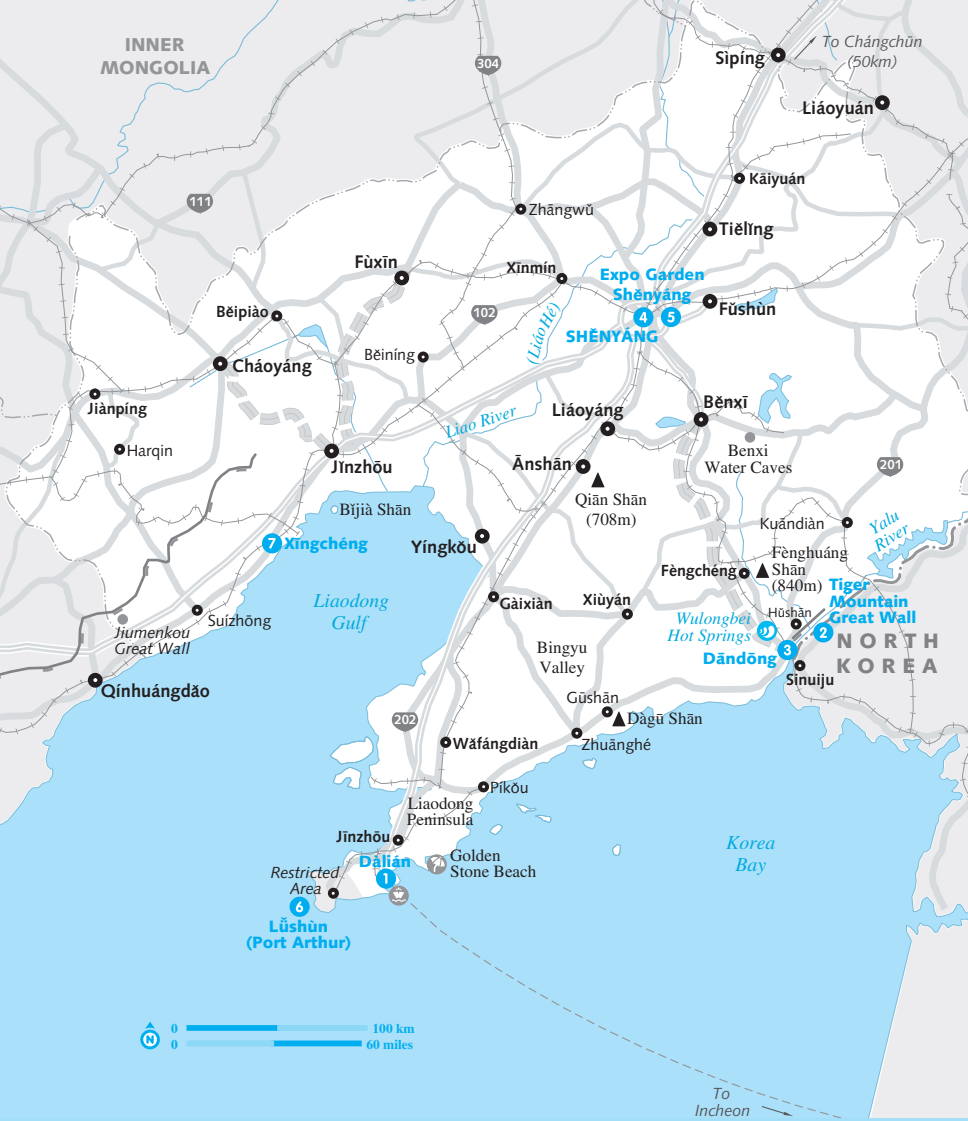 INNER
MONGOLIA
304
Sìpíng
To Chángchūn
(50km)
Liáoyuán
111
Kāiyuán
Zhāngwǔ
Tiělǐng
Fùxīn
Xīnmín
Expo Garden
Shěnyáng
Běipiào
102
(Liáo Hé)
4
5
Fǔshùn
SHĚNYÁNG
Běiníng
Cháoyáng
Jiànpíng
Liao River
Liáoyáng
Běnxī
Harqin
Jǐnzhōu
Ānshān
Benxi
Water Caves
201
Qiān Shān
(708m)
Bǐjià Shān
Kuāndiàn
Yalu
River
7
Xīngchéng
Yíngkǒu
Fènghuáng
Shān
(840m)
Fèngchéng
Tiger
Mountain
Great Wall
Gàixiàn
Xiùyán
Hǔshān
Liaodong
Gulf
Suízhōng
Wulongbei
Hot Springs
2
Jiumenkou
Great Wall
NORTH
KOREA
3
Dāndōng
Bingyu
Valley
Sinuiju
Qínhuángdǎo
Gūshān
202
Dàgū Shān
Wǎfángdiàn
Zhuānghé
Píkǒu
Liaodong
Peninsula
Jīnzhōu
Korea
Bay
Dàlián
Golden
Stone Beach
Restricted
Area
1
6
Lǚshùn
(Port Arthur)
N
0
100 km
0
60 miles
To
Incheon